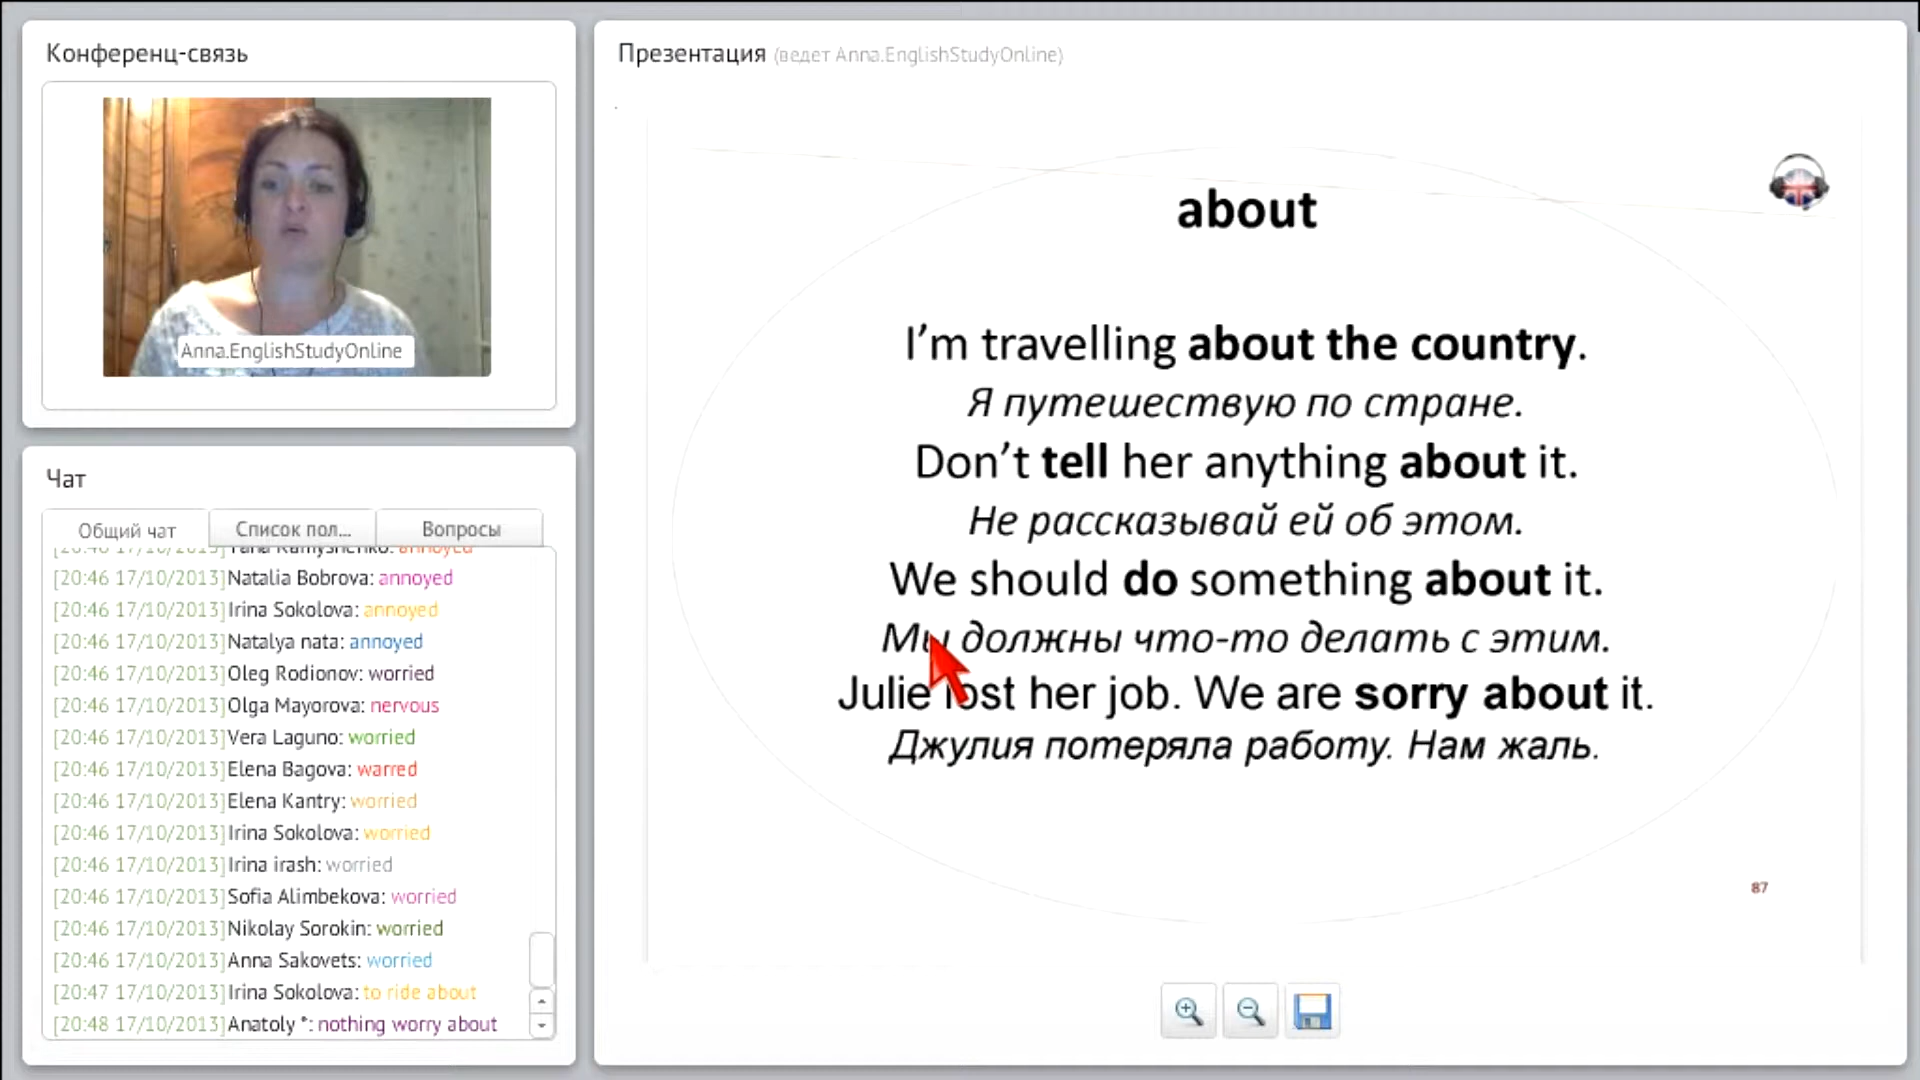 Конференц-связь
Anna.EnglishStudyOnline
Чат
Общий чат
Список пол...
Вопросы
annoyed
[20:46 17/10/2013]Natalia Bobrova: annoyed
[20:46 17/10/2013]Irina Sokolova: annoyed
[20:46 17/10/2013]Natalya nata: annoyed
[20:46 17/10/2013]Oleg Rodionov: worried
[20:46 17/10/2013]Olga Mayorova: nervous
[20:46 17/10/2013]Vera Laguno: worried
[20:46 17/10/2013]Elena Bagova: warred
[20:46 17/10/2013]Elena Kantry: worried
[20:46 17/10/2013]Irina Sokolova: worried
[20:46 17/10/2013]Irina irash: worried
[20:46 17/10/2013]Sofia Alimbekova: worried
[20:46 17/10/2013]Nikolay Sorokin: worried
[20:46 17/10/2013]Anna Sakovets: worried
[20:47 17/10/2013]Irina Sokolova: to ride about
[20:48 17/10/2013]Anatoly *: nothing worry about
Презентация (ведет Anna.EnglishStudyOnline)
about
I’m travelling about the country.
Я путешествую по стране.
Don’t tell her anything about it.
Не рассказывай ей об этом.
We should do something about it.
Мы должны что-то делать с этим.
Julie lost her job. We are sorry about it.
Джулия потеряла работу. Нам жаль.
87